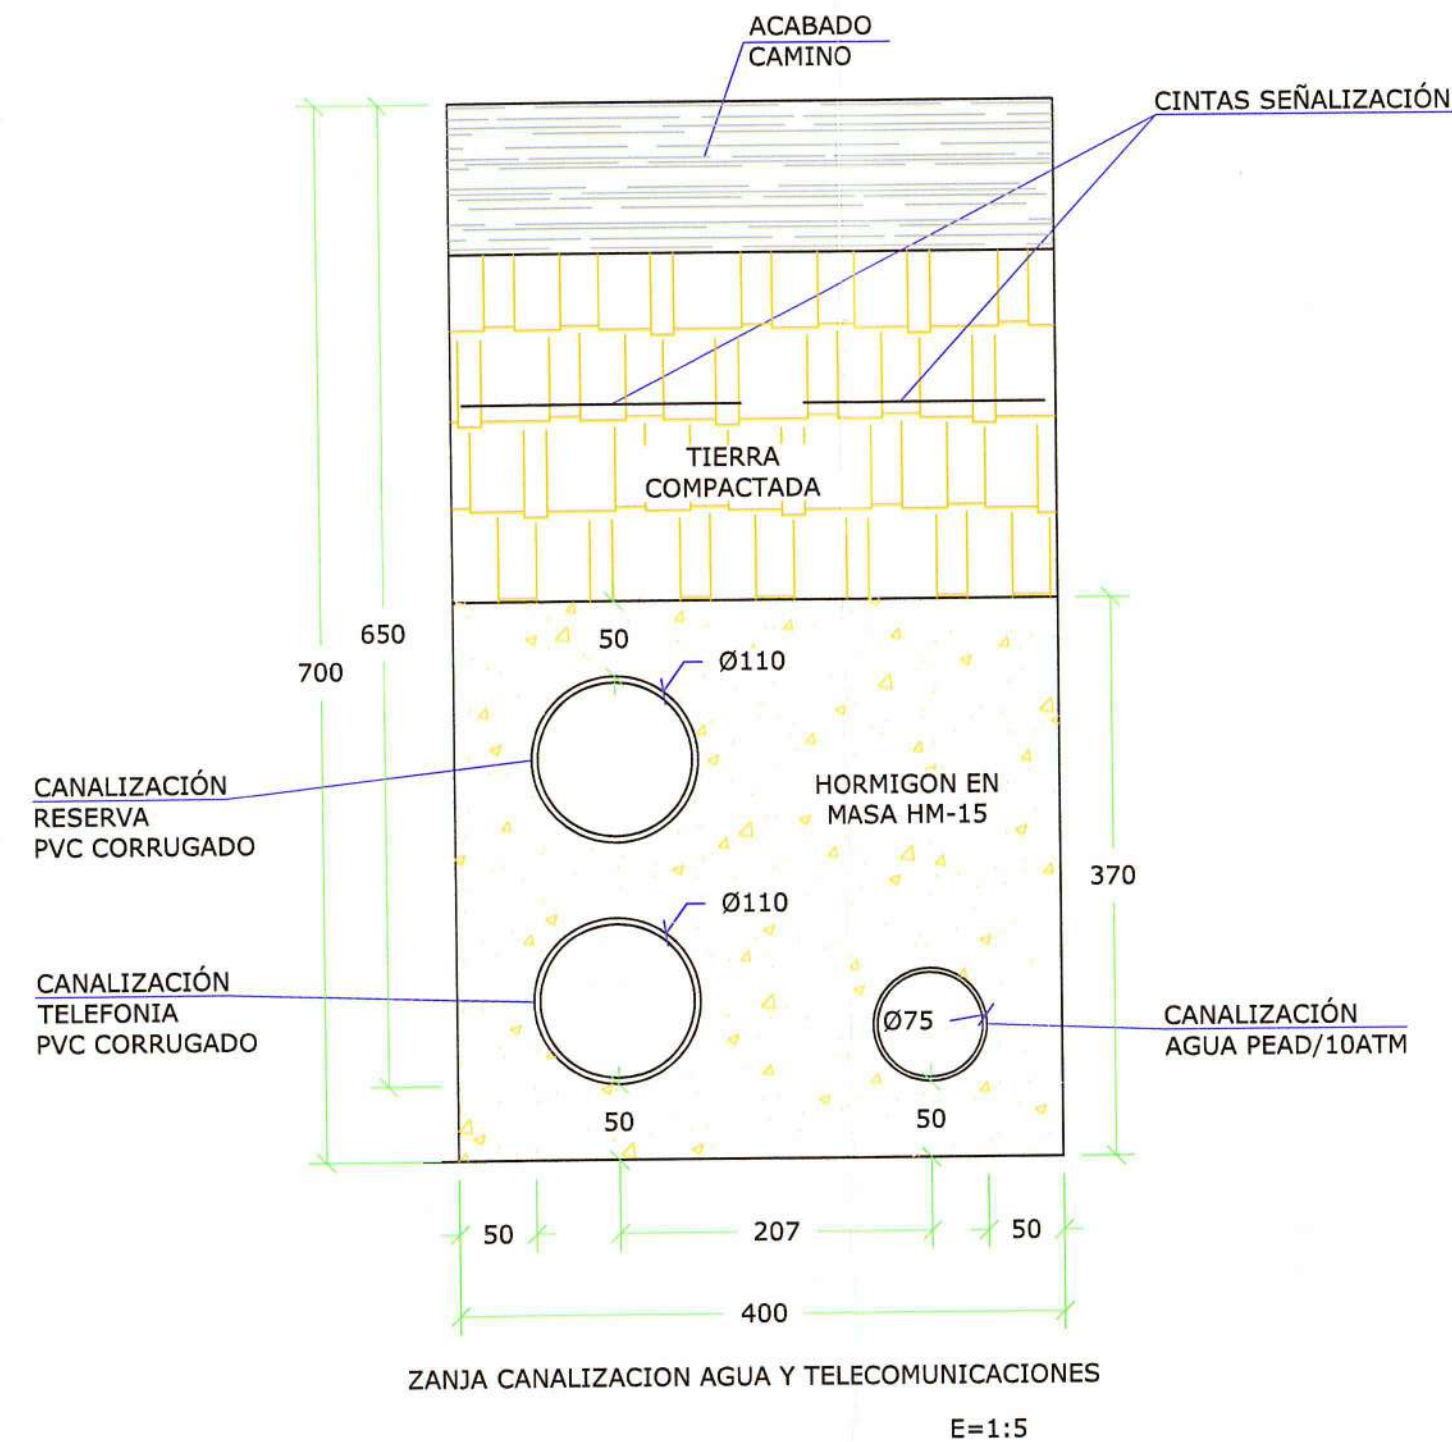 ACABADO
CAMINO
CINTAS SEÑALIZACIÓN
TIERRA
COMPACTADA
650
700
50
Ø110
CANALIZACIÓN
RESERVA
PVC CORRUGADO
HORMIGON EN
MASA HM-15
370
Ø110
CANALIZACIÓN
TELEFONIA
PVC CORRUGADO
Ø75
CANALIZACIÓN
AGUA PEAD/10ATM
50
50
50
207
50
400
ZANJA CANALIZACION AGUA Y TELECOMUNICACIONES
E=1:5